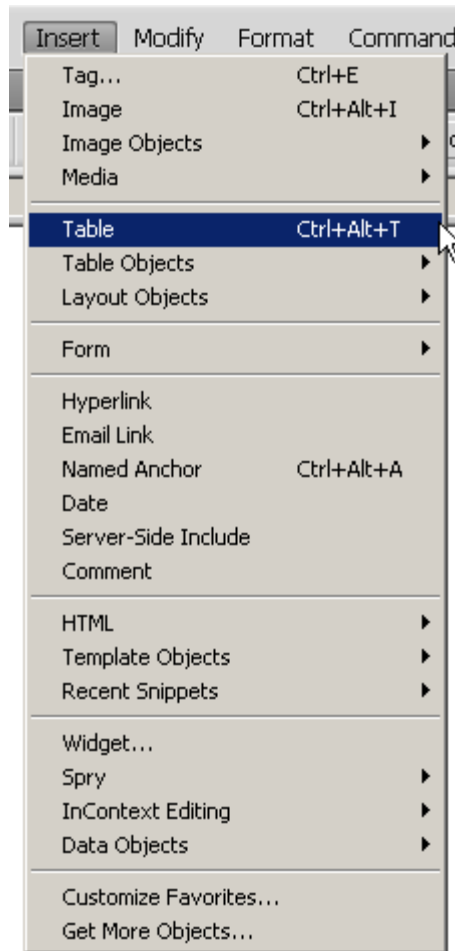 Insert Modify Format Command
Tag... Ctrl+E
Image Ctrl+Alt+I
Image Objects
Media
Table Ctrl+Alt+T
Table Objects
Layout Objects
Form
Hyperlink
Email Link
Named Anchor Ctrl+Alt+A
Date
Server-Side Include
Comment
HTML
Template Objects
Recent Snippets
Widget...
Spry
InContext Editing
Data Objects
Customize Favorites...
Get More Objects...